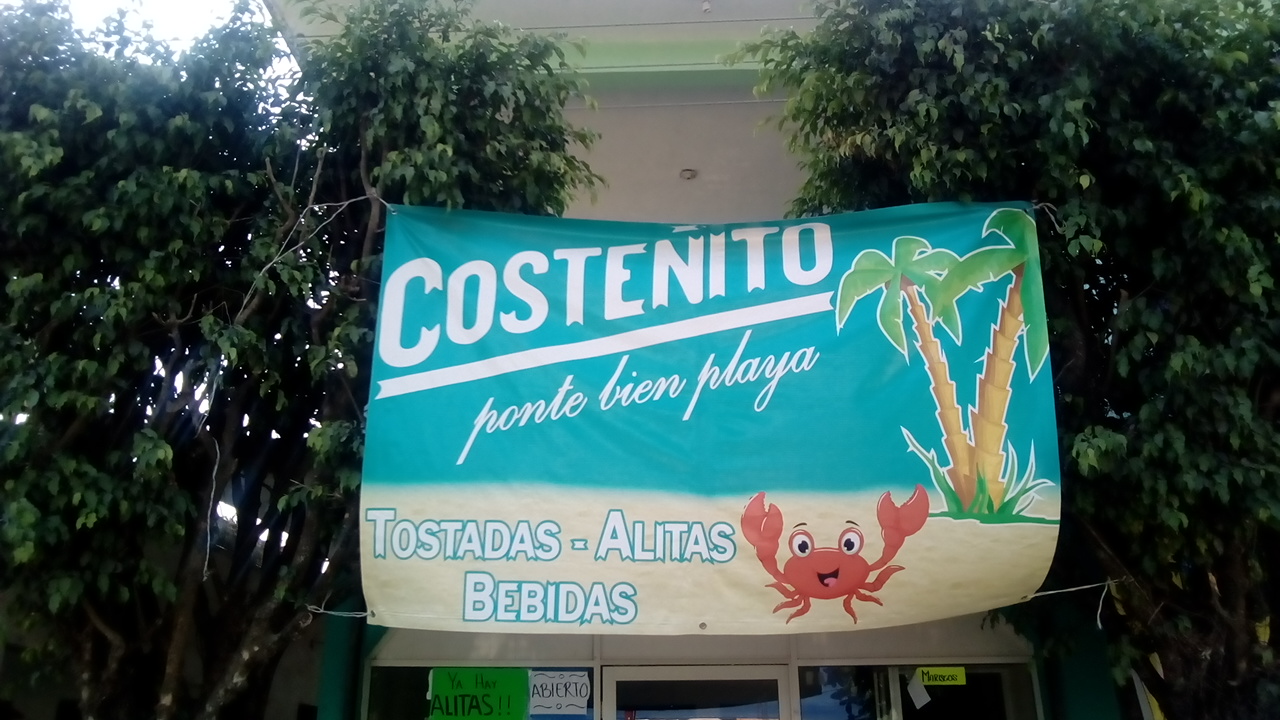 COSTEÑITO
ponte bien playa
TOSTADAS - ALITAS
BEBIDAS
YA HAY
ALITAS!!
ABIERTO
MARISCOS